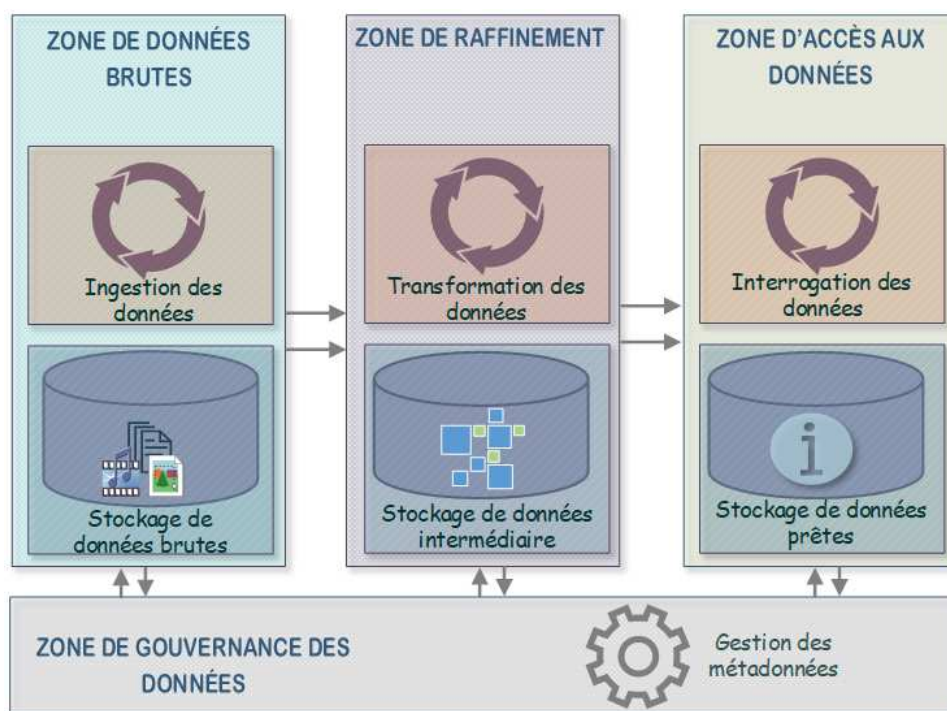 ZONE DE DONNÉES
BRUTES
Ingestion des
données
Stockage de
données brutes
ZONE DE RAFFINEMENT
Transformation des
données
Stockage de données
intermédiaire
ZONE D'ACCÈS AUX
DONNÉES
Interrogation des
données
i
Stockage de données
prêtes
ZONE DE GOUVERNANCE DES
DONNÉES
Gestion des
métadonnées